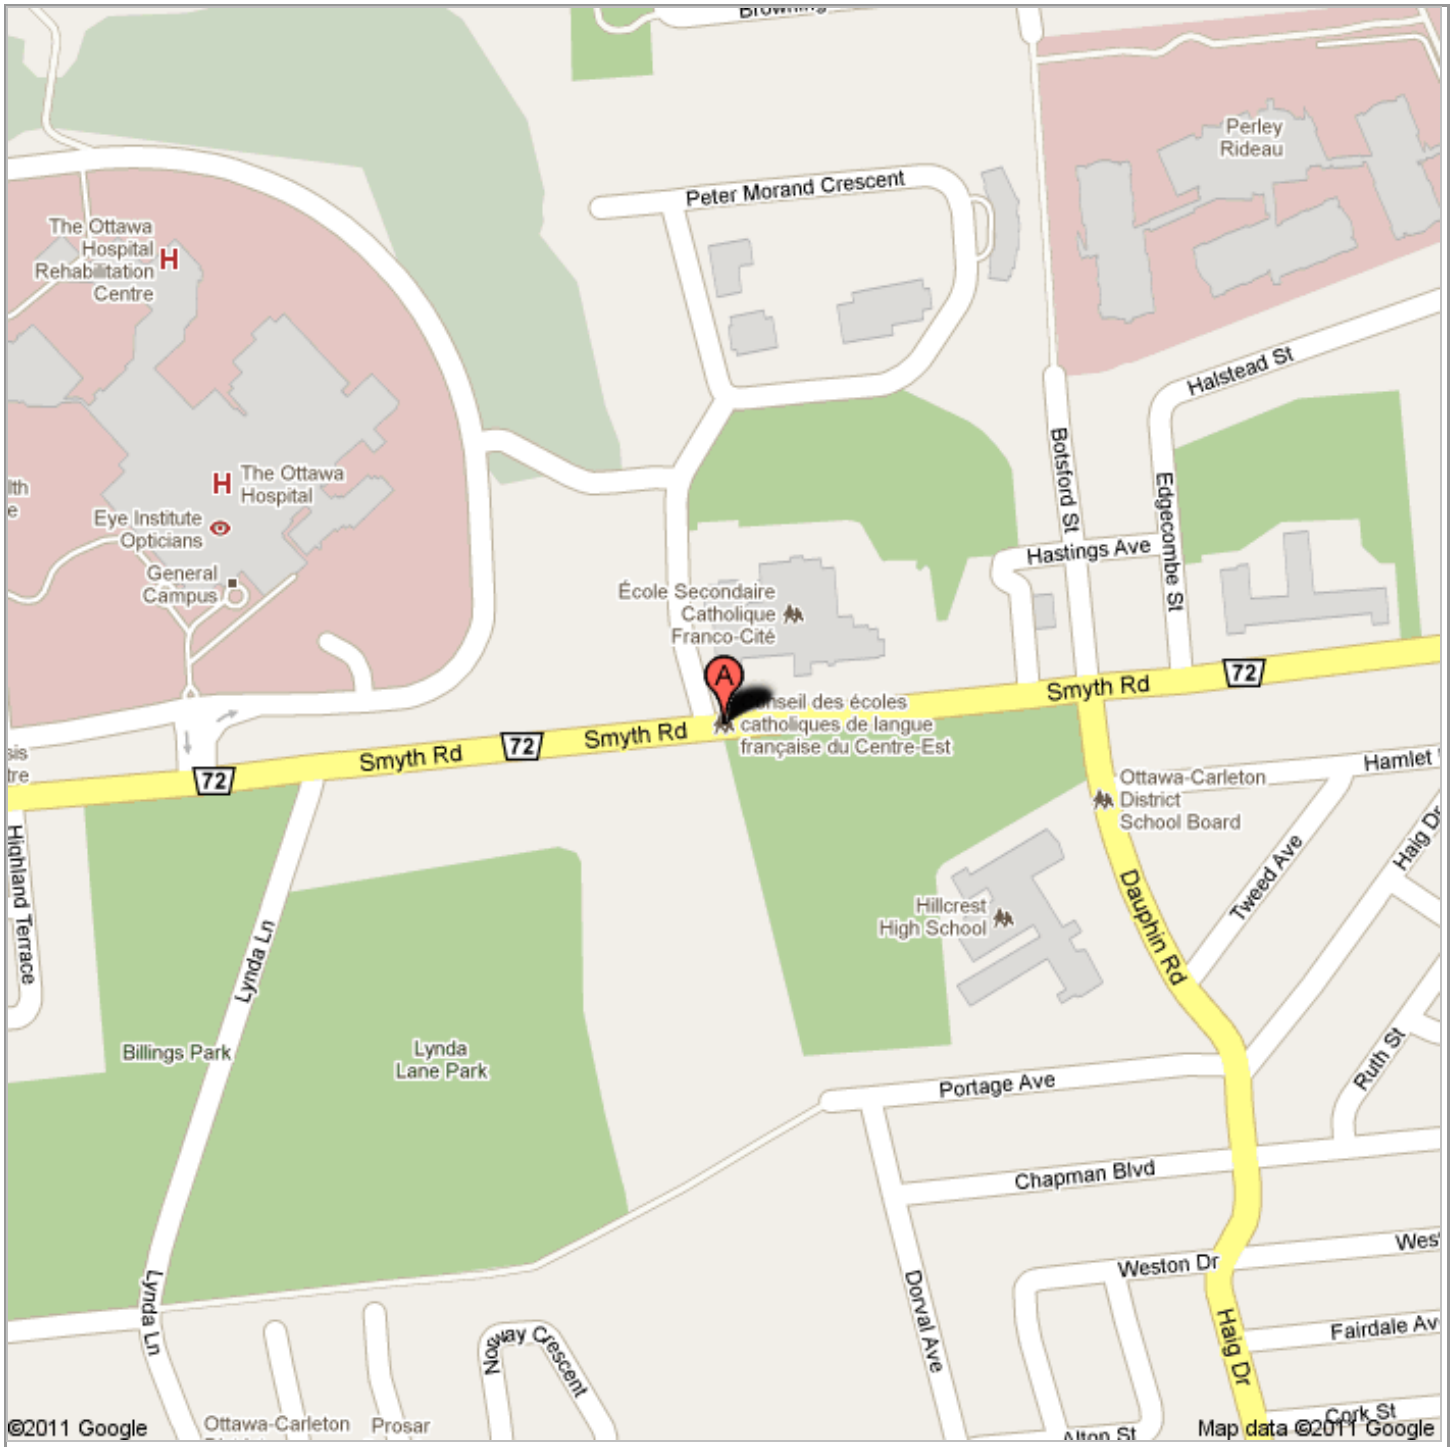 Browning
Perley
Rideau
Peter Morand Crescent
The Ottawa
Hospital
Rehabilitation
Centre
H
Halstead St
Botsford St
Edgecombe St
H
The Ottawa
Hospital
lth
e
Eye Institute
Opticians
General
Campus
Hastings Ave
École Secondaire
Catholique
Franco-Cité
A
72
Smyth Rd
onseil des écoles
catholiques de langue
française du Centre-Est
Smyth Rd
72
Smyth Rd
72
sis
tre
Hamlet
Ottawa-Carleton
District
School Board
Highland Terrace
Haig Dr
Tweed Ave
Dauphin Rd
Hillcrest
High School
Lynda Ln
Billings Park
Lynda
Lane Park
Ruth St
Portage Ave
Chapman Blvd
Wes
Weston Dr
Dorval Ave
Lynda Ln
Haig Dr
Fairdale Av
Norway Crescent
Cork St
Ottawa-Carleton
Prosar
Alton St
©2011 Google
Map data ©2011 Google